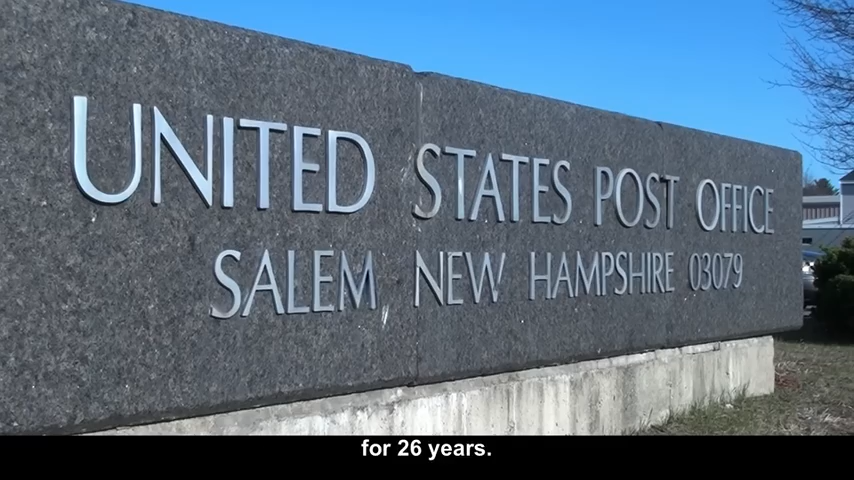 UNITED STATES POST OFFICE
SALEM NEW HAMPSHIRE 03079
for 26 years.